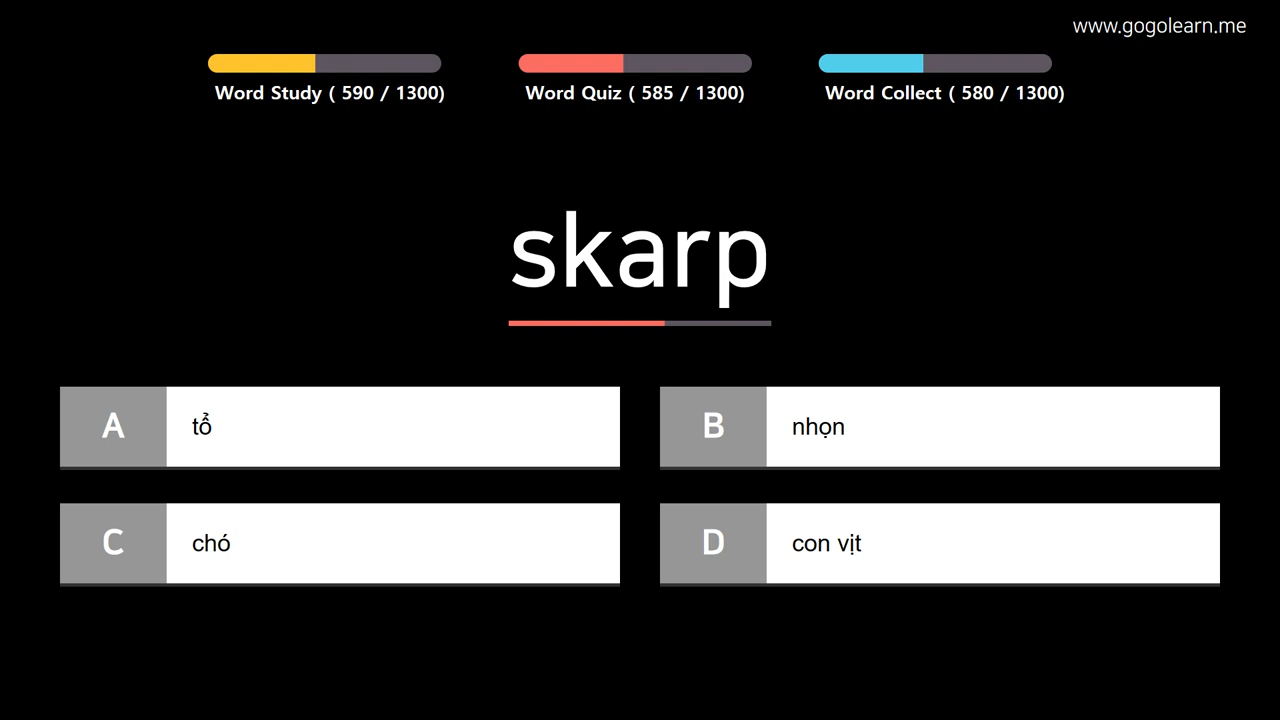 www.gogolearn.me
Word Study ( 590 / 1300)
Word Quiz ( 585 / 1300)
Word Collect ( 580 / 1300)
skarp
A tổ
B nhọn
C chó
D con vịt